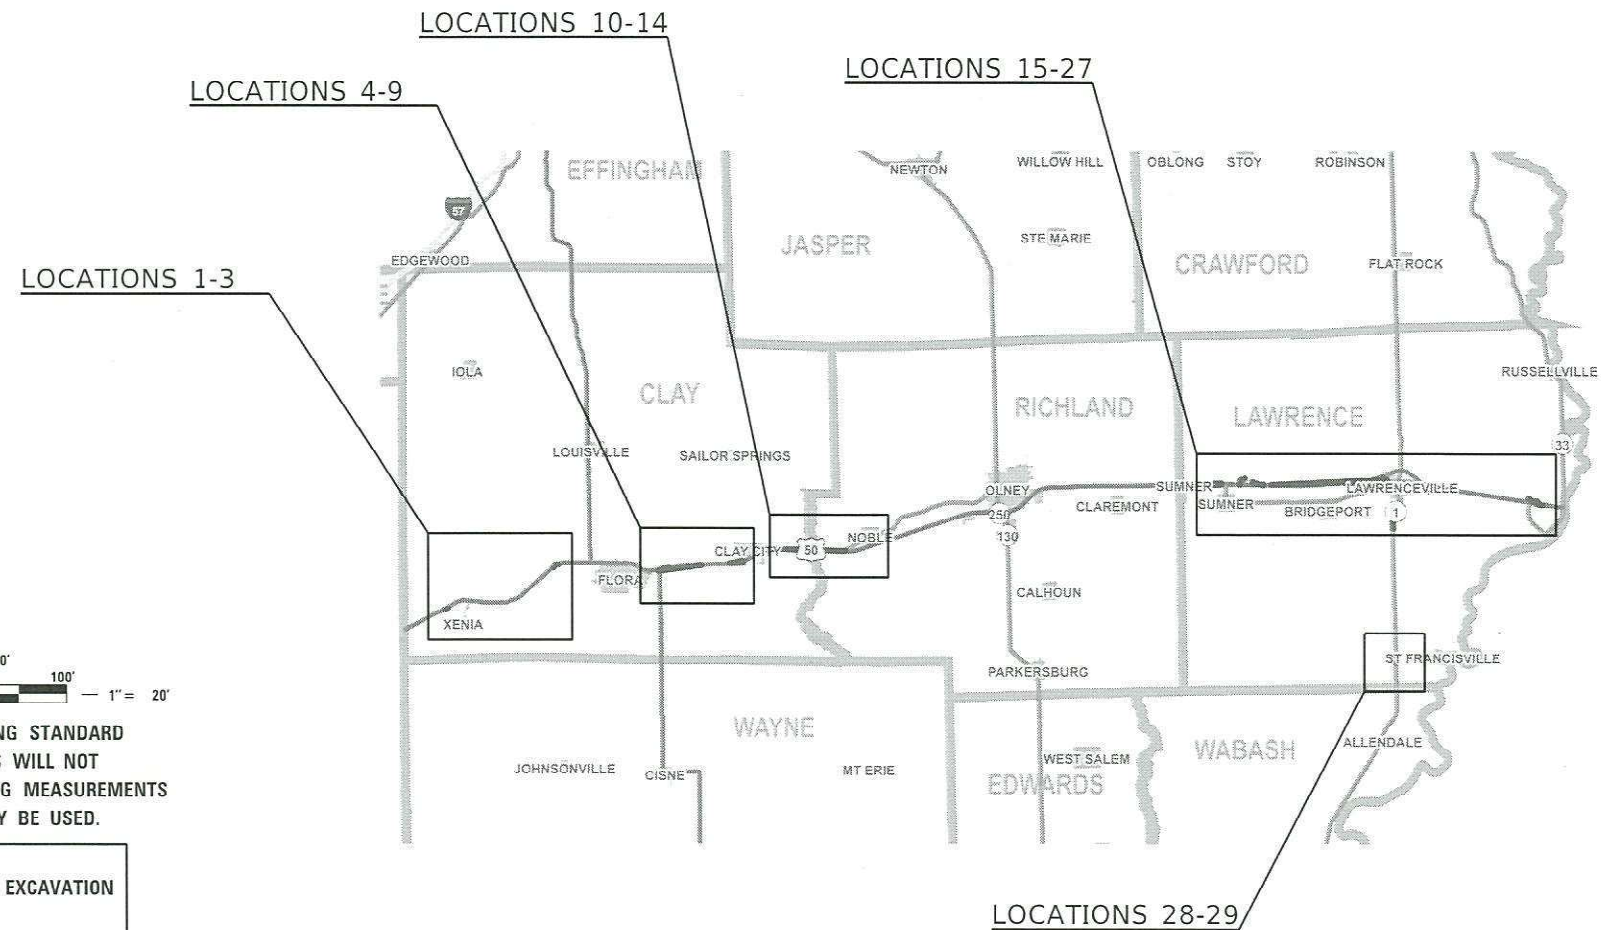 LOCATIONS 10-14
LOCATIONS 15-27
LOCATIONS 4-9
EFFINGHAM
NEWTON
WILLOW HILL
OBLONG
STOY
ROBINSON
57
JASPER
STE MARIE
CRAWFORD
FLAT ROCK
EDGEWOOD
LOCATIONS 1-3
IOLA
CLAY
RICHLAND
LAWRENCE
RUSSELLVILLE
LOUISVILLE
SAILOR SPRINGS
33
OLNEY
SUMNER
LAWRENCEVILLE
CLAREMONT
SUMNER
BRIDGEPORT
1
250
130
NOBLE
CLAY CITY
50
FLORA
CALHOUN
XENIA
ST FRANCISVILLE
PARKERSBURG
0'
100'
1" = 20'
WAYNE
WABASH
ALLENDALE
NG STANDARD
S WILL NOT
G MEASUREMENTS
Y BE USED.
JOHNSONVILLE
CISNE
MT ERIE
WEST SALEM
EDWARDS
EXCAVATION
LOCATIONS 28-29